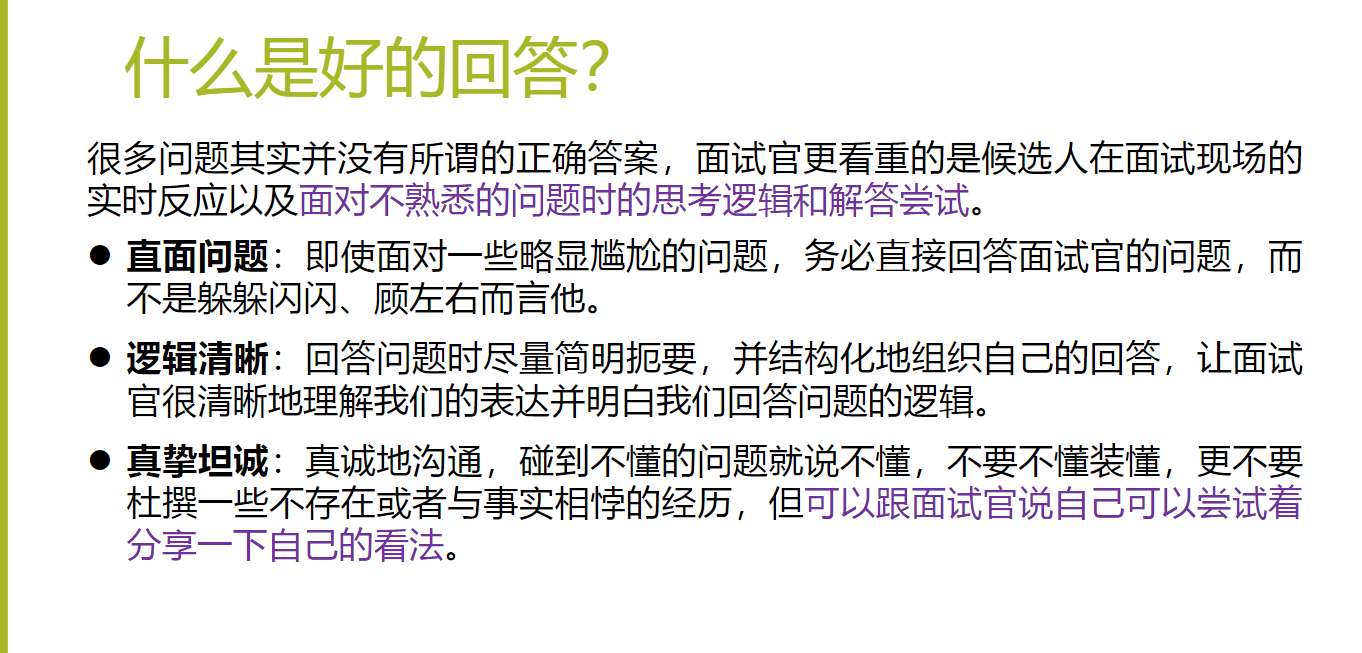 什么是好的回答？
很多问题其实并没有所谓的正确答案，面试官更看重的是候选人在面试现场的
实时反应以及面对不熟悉的问题时的思考逻辑和解答尝试。
● 直面问题：即使面对一些略显尴尬的问题，务必直接回答面试官的问题，而
不是躲躲闪闪、顾左右而言他。
● 逻辑清晰：回答问题时尽量简明扼要，并结构化地组织自己的回答，让面试
官很清晰地理解我们的表达并明白我们回答问题的逻辑。
● 真挚坦诚：真诚地沟通，碰到不懂的问题就说不懂，不要不懂装懂，更不要
杜撰一些不存在或者与事实相悖的经历，但可以跟面试官说自己可以尝试着
分享一下自己的看法。